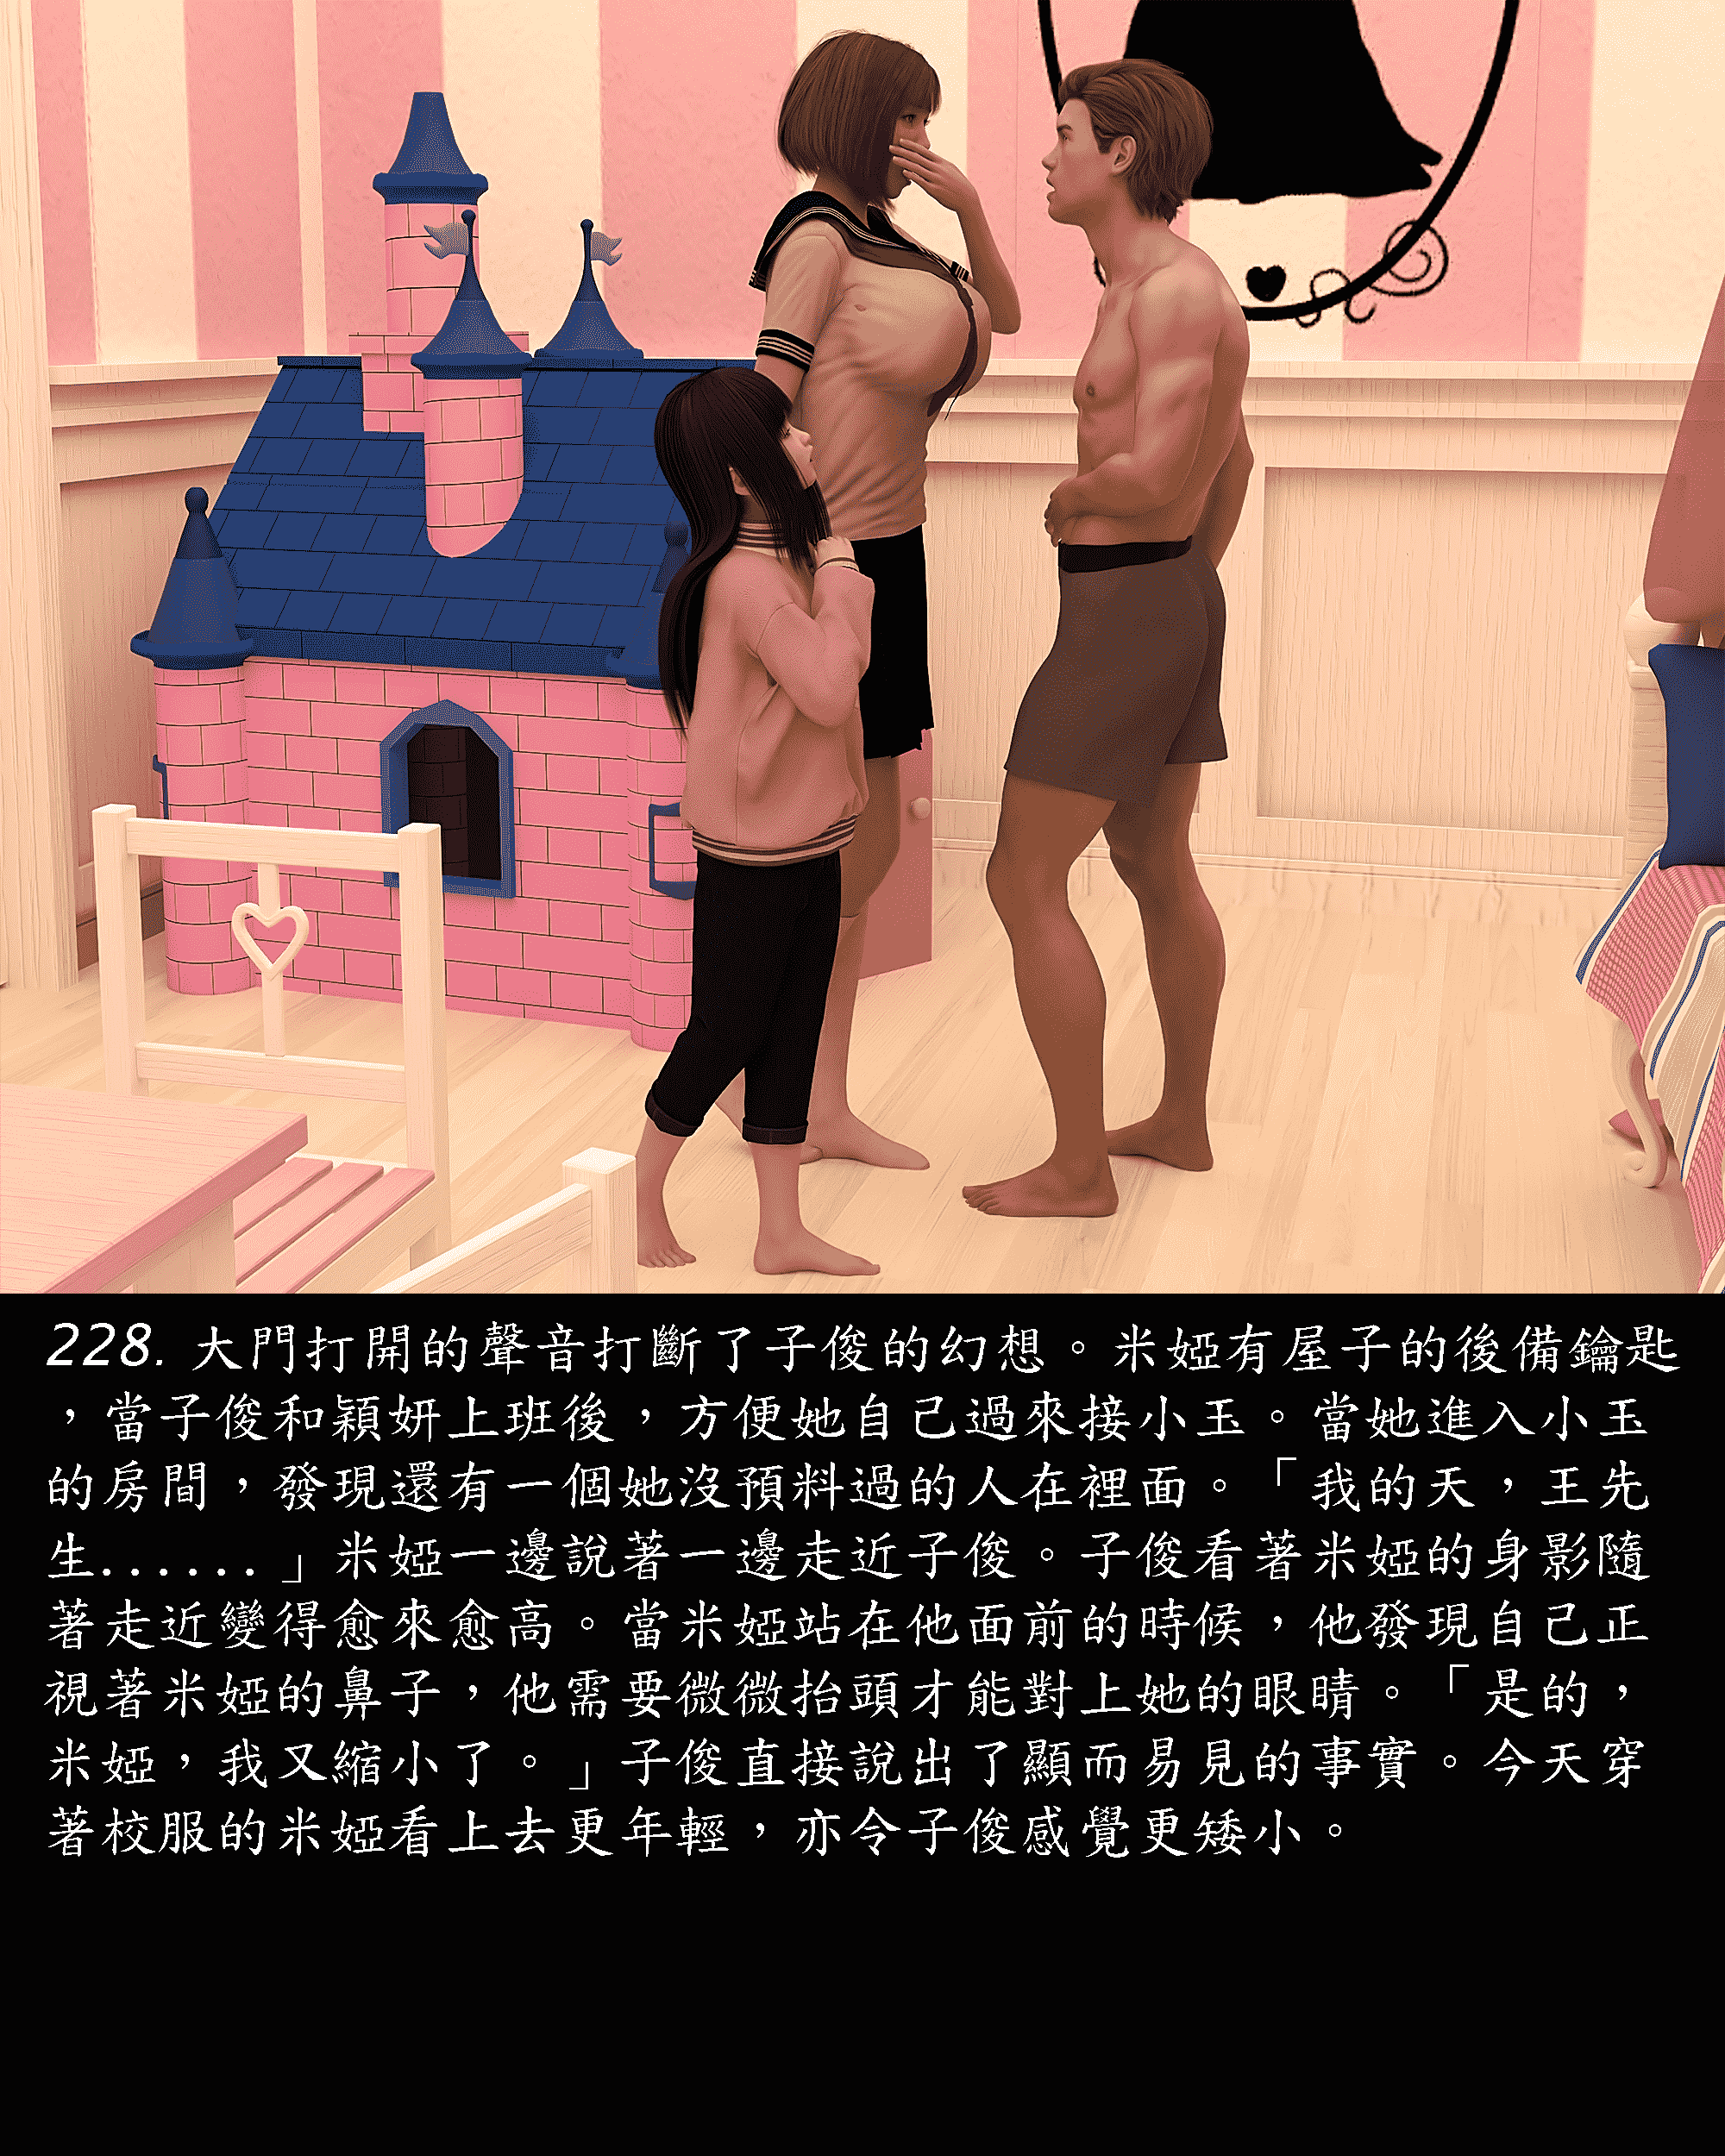 228. 大門打開的聲音打斷了子俊的幻想。米婭有屋子的後備鑰匙
，當子俊和穎妍上班後，方便她自己過來接小玉。當她進入小玉
的房間，發現還有一個她沒預料過的人在裡面。「我的天，王先
生......」米婭一邊說著一邊走近子俊。子俊看著米婭的身影隨
著走近變得愈來愈高。當米婭站在他面前的時候，他發現自己正
視著米婭的鼻子，他需要微微抬頭才能對上她的眼睛。「是的，
米婭，我又縮小了。」子俊直接說出了顯而易見的事實。今天穿
著校服的米婭看上去更年輕，亦令子俊感覺更矮小。